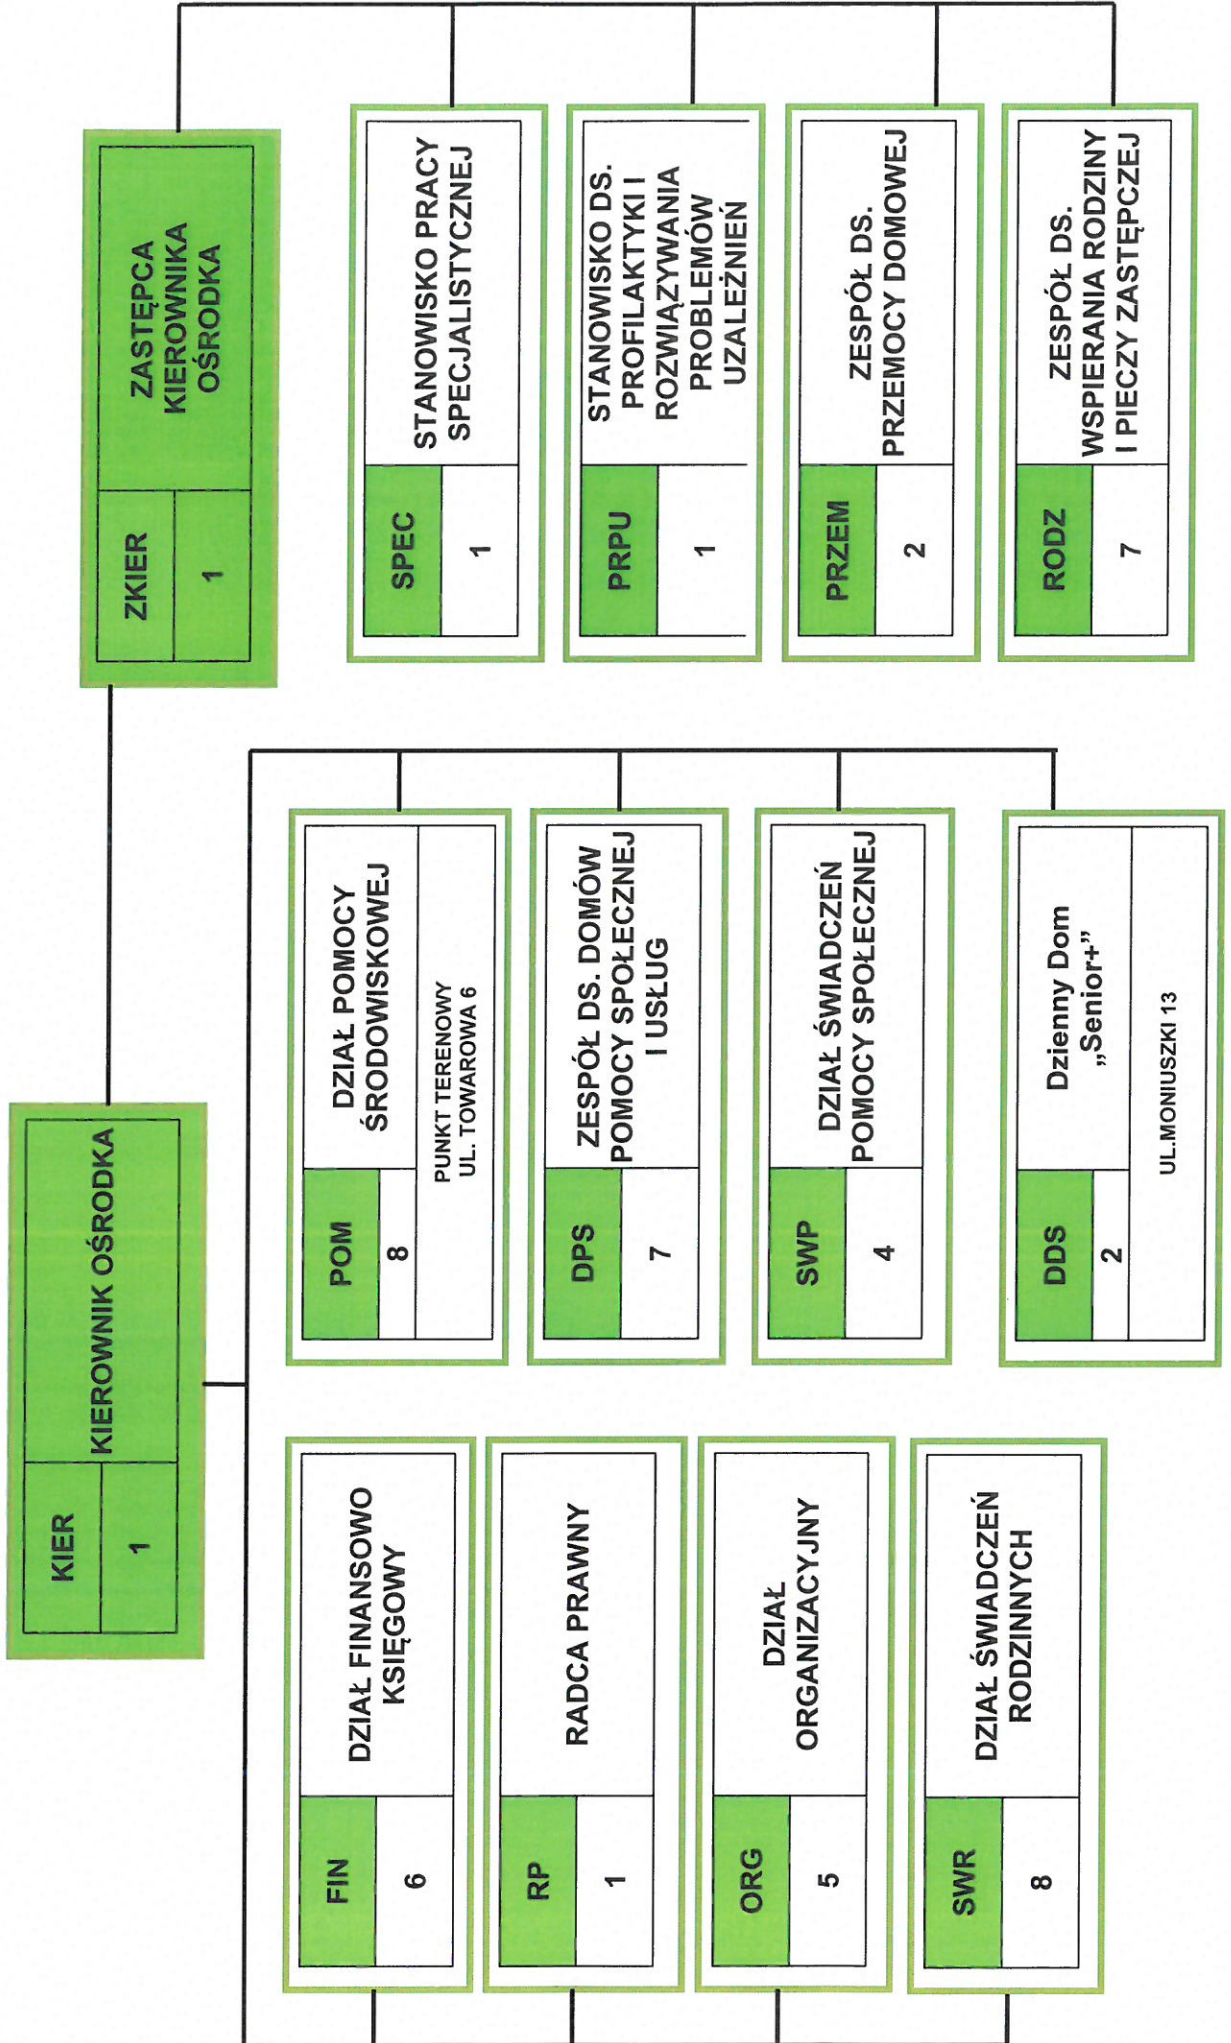 KIER
1
KIEROWNIK OŚRODKA
ZKIER
1
ZASTĘPCA
KIEROWNIKA
OŚRODKA
FIN
6
DZIAŁ FINANSOWO
KSIĘGOWY
RP
1
RADCA PRAWNY
ORG
5
DZIAŁ
ORGANIZACYJNY
SWR
8
DZIAŁ ŚWIADCZEŃ
RODZINNYCH
POM
8
DZIAŁ POMOCY
ŚRODOWISKOWEJ
PUNKT TERENOWY
UL. TOWAROWA 6
DPS
7
ZESPÓŁ DS. DOMÓW
POMOCY SPOŁECZNEJ
I USŁUG
SWP
4
DZIAŁ ŚWIADCZEŃ
POMOCY SPOŁECZNEJ
DDS
2
Dzienny Dom
„Senior+”
UL.MONIUSZKI 13
SPEC
1
STANOWISKO PRACY
SPECJALISTYCZNEJ
PRPU
1
STANOWISKO DS.
PROFILAKTYKI I
ROZWIĄZYWANIA
PROBLEMÓW
UZALEŻNIEŃ
PRZEM
2
ZESPÓŁ DS.
PRZEMOCY DOMOWEJ
RODZ
7
ZESPÓŁ DS.
WSPIERANIA RODZINY
I PIECZY ZASTĘPCZEJ